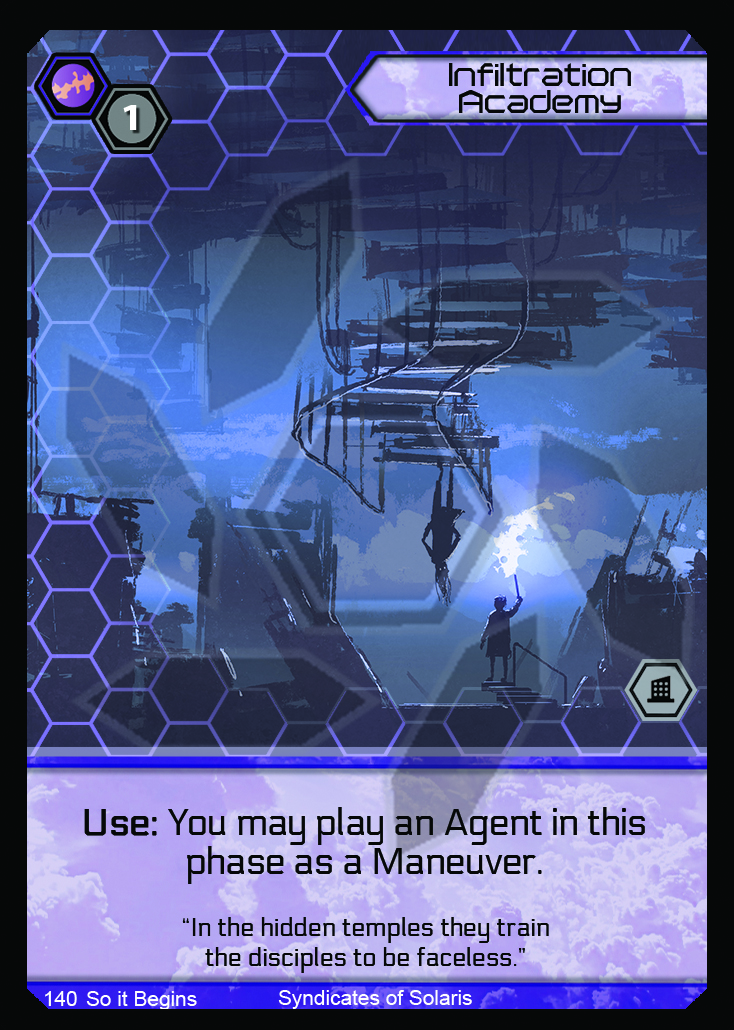 1
Infiltration
Academy
Use: You may play an Agent in this
phase as a Maneuver.
“In the hidden temples they train
the disciples to be faceless.”
140 So it Begins
Syndicates of Solaris